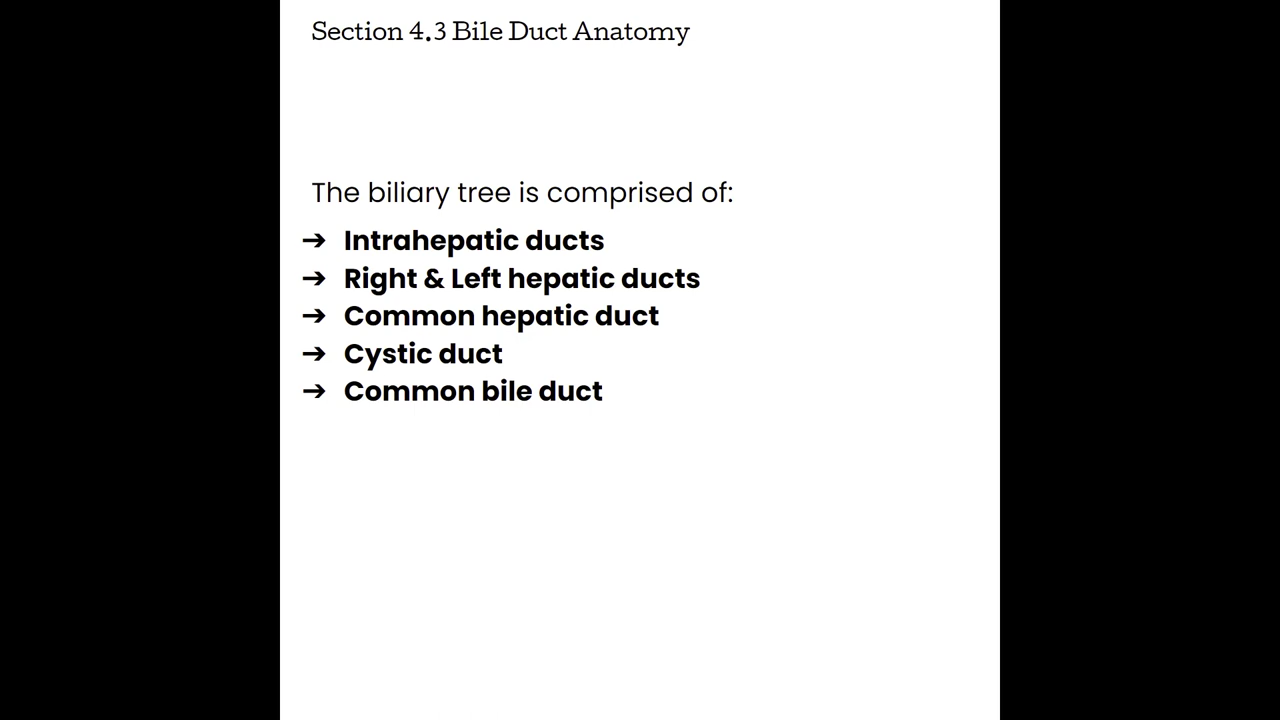 Section 4.3 Bile Duct Anatomy
The biliary tree is comprised of:
➔ Intrahepatic ducts
➔ Right & Left hepatic ducts
➔ Common hepatic duct
➔ Cystic duct
➔ Common bile duct